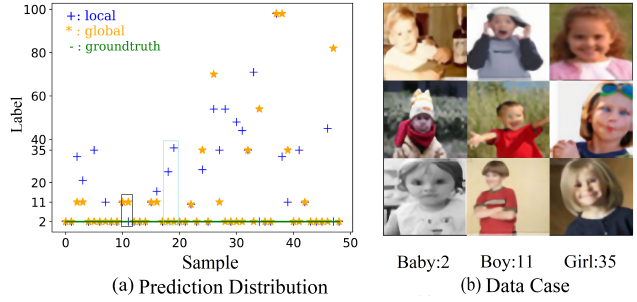 +: local
★: global
- : groundtruth
Label
100
80
60
40
35
20
11
2
0
10
20
30
40
50
Sample
(a) Prediction Distribution
Baby:2 Boy:11 Girl:35
(b) Data Case